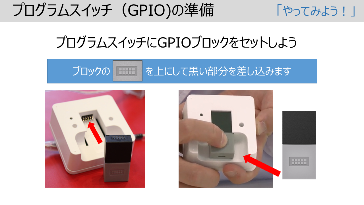 プログラムスイッチ（GPIO)の準備
「やってみよう！」
プログラムスイッチにGPIOブロックをセットしよう
ブロックの を上にして黒い部分を差し込みます